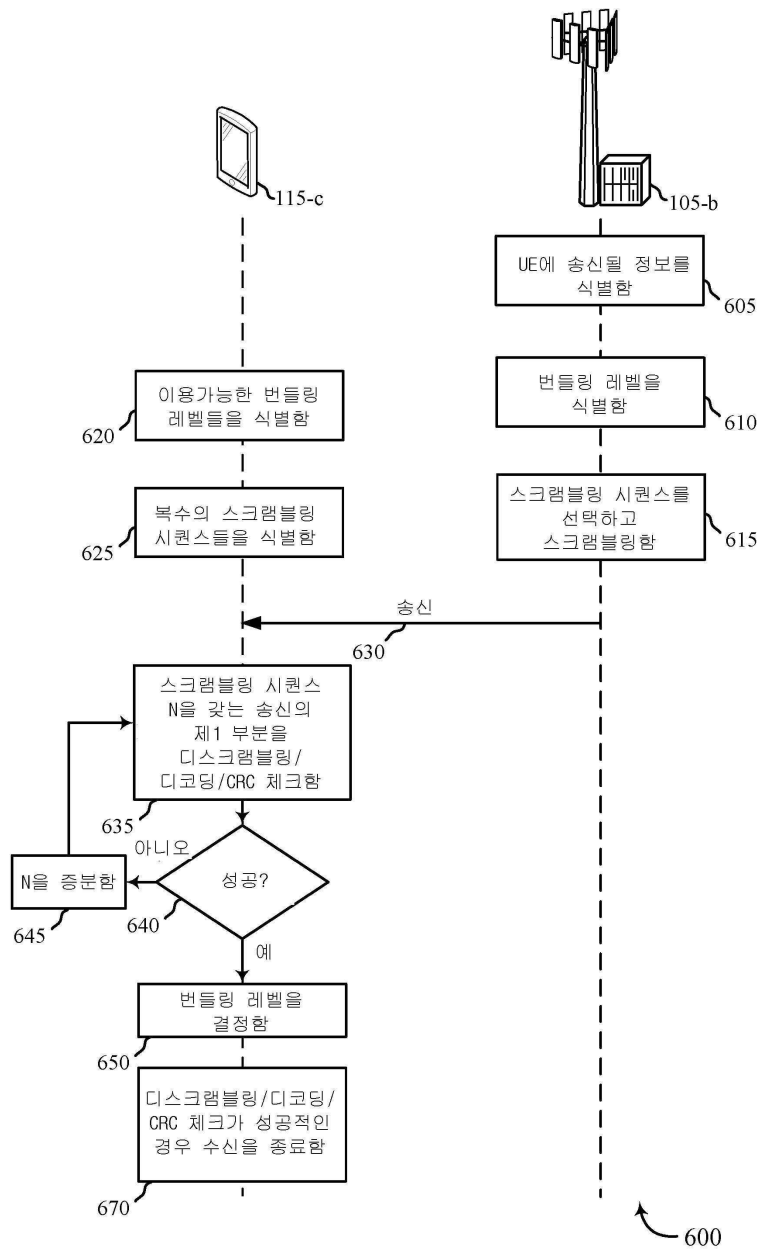 115-c
105-b
UE에 송신될 정보를
식별함
605
이용가능한 번들링
레벨들을 식별함
620
번들링 레벨을
식별함
610
복수의 스크램블링
시퀀스들을 식별함
625
스크램블링 시퀀스를
선택하고
스크램블링함
615
송신
630
스크램블링 시퀀스
N을 갖는 송신의
제1 부분을
디스크램블링/
디코딩/CRC 체크함
635
아니오
성공?
N을 증분함
640
645
예
번들링 레벨을
결정함
650
디스크램블링/디코딩/
CRC 체크가 성공적인
경우 수신을 종료함
670
600